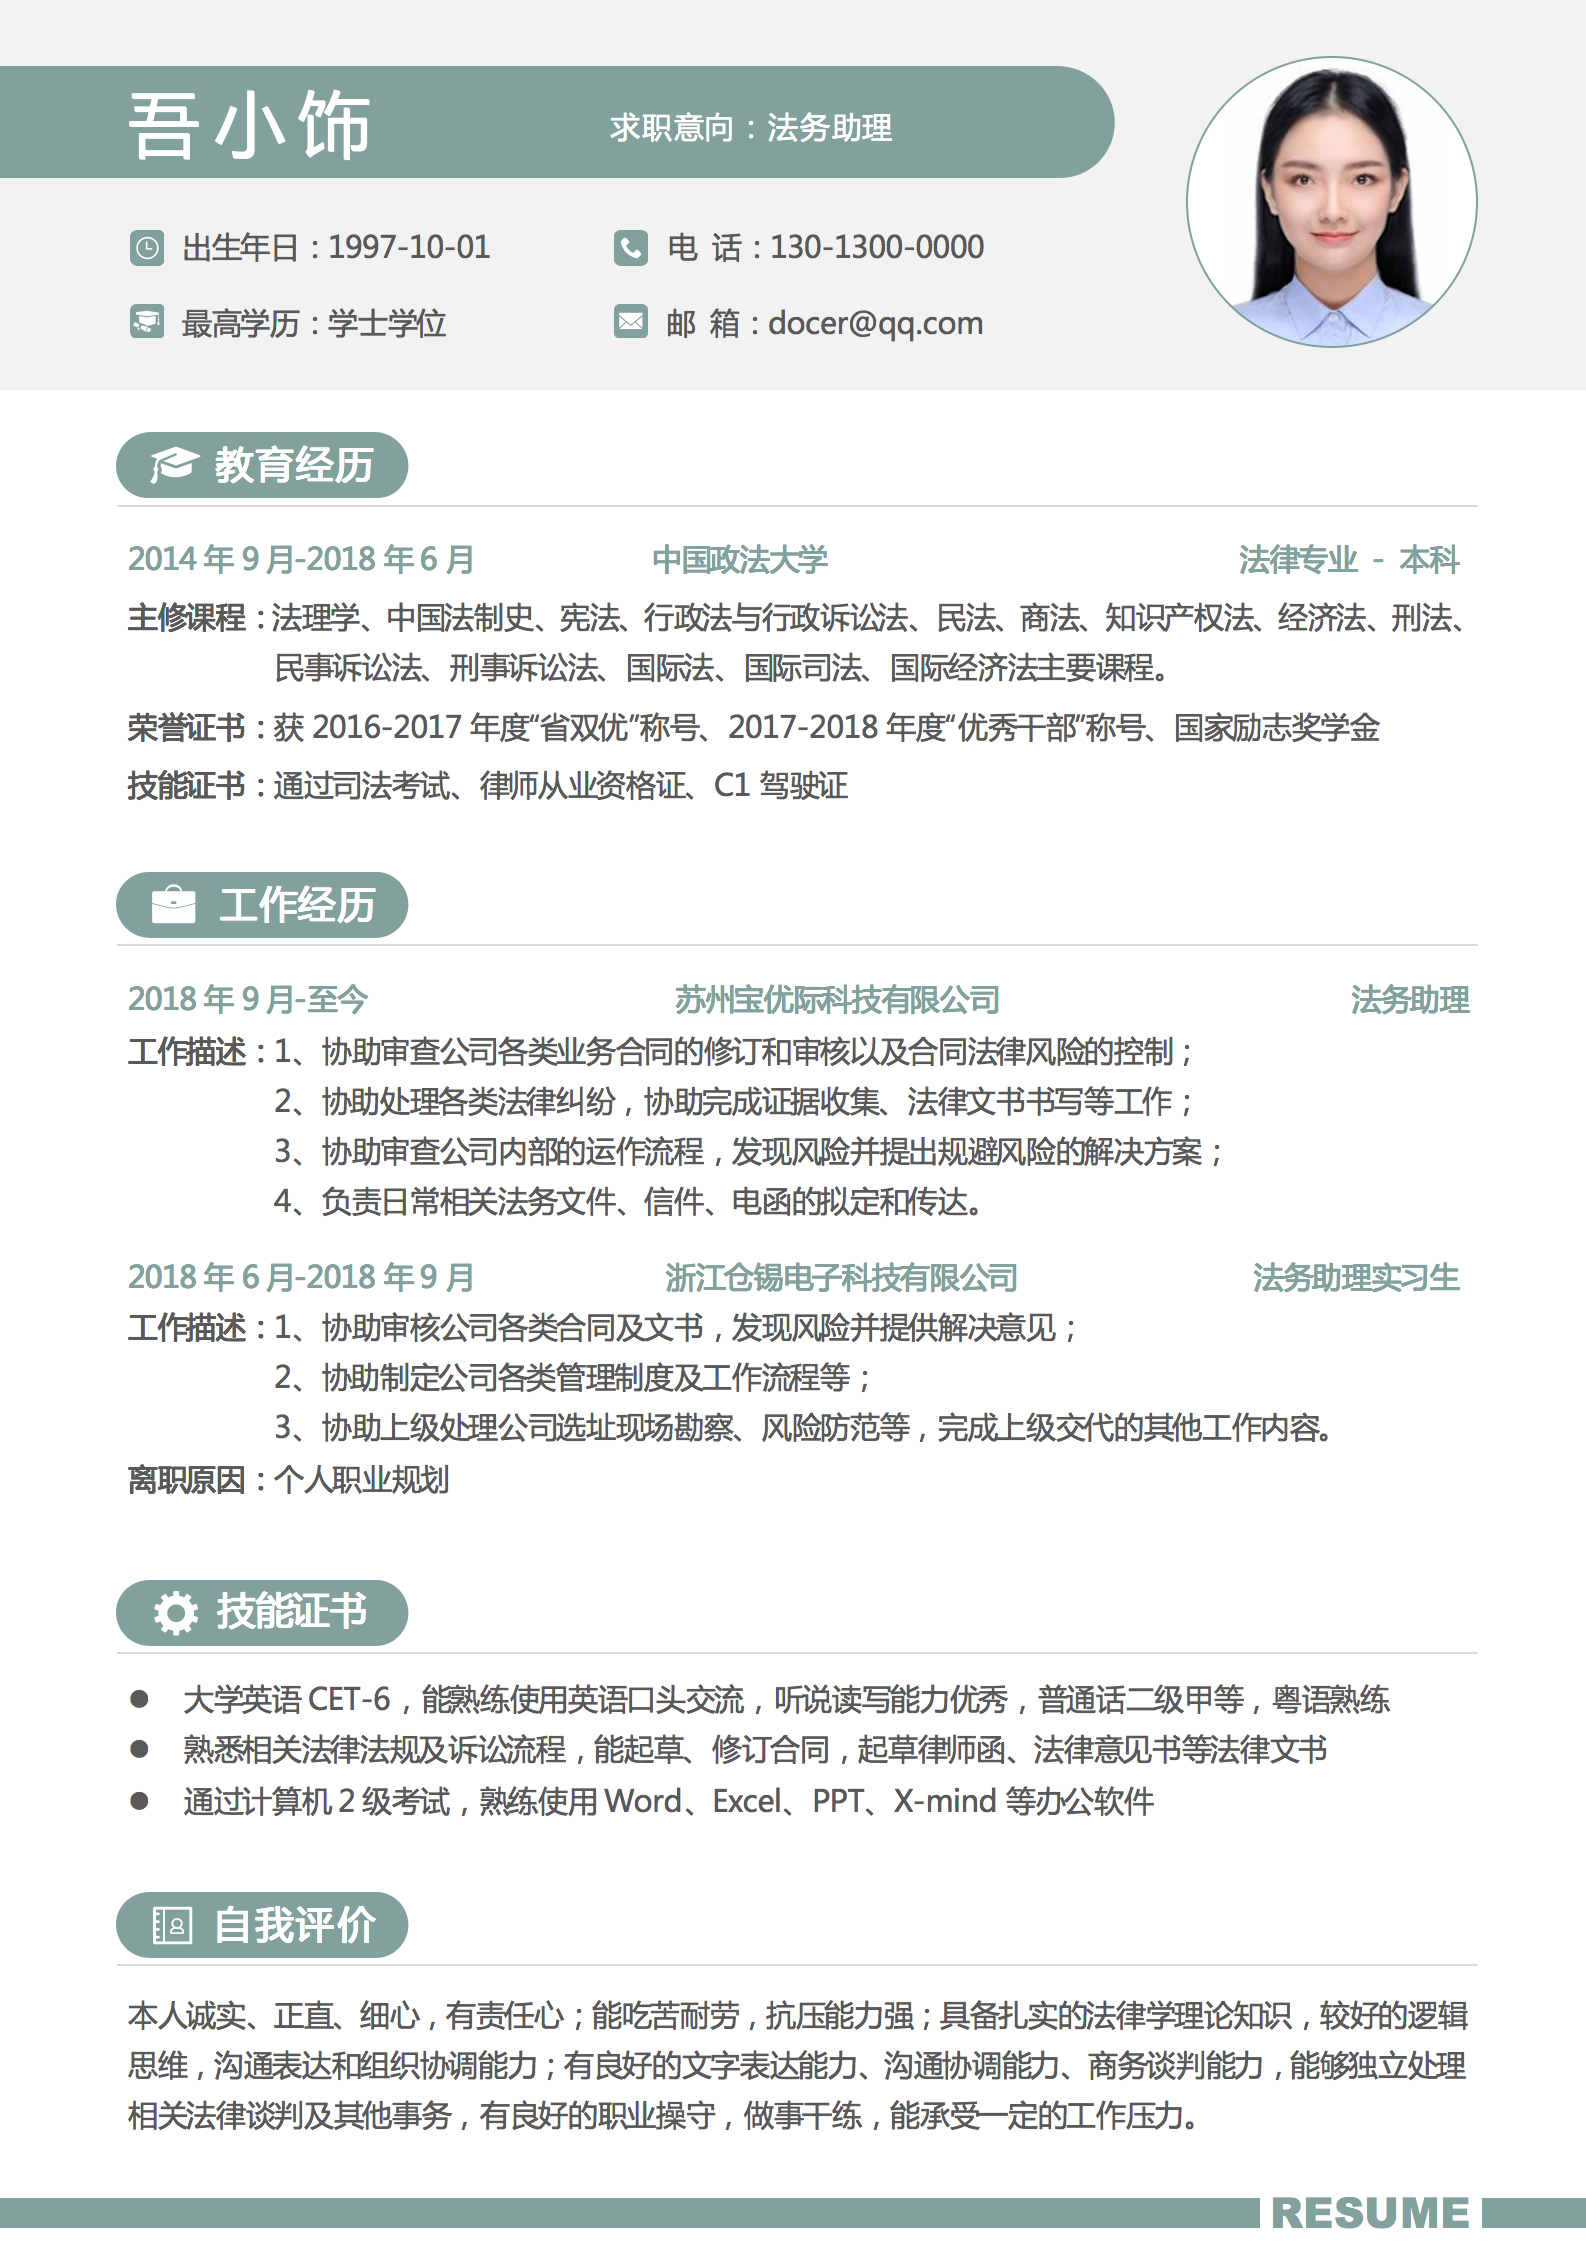 吾小饰
求职意向：法务助理
出生年日：1997-10-01
电 话：130-1300-0000
最高学历：学士学位
邮 箱：docer@qq.com
教育经历
2014 年 9 月-2018 年 6 月 中国政法大学 法律专业 - 本科
主修课程：法理学、中国法制史、宪法、行政法与行政诉讼法、民法、商法、知识产权法、经济法、刑法、
民事诉讼法、刑事诉讼法、国际法、国际司法、国际经济法主要课程。
荣誉证书：获 2016-2017 年度“省双优”称号、2017-2018 年度“优秀干部”称号、国家励志奖学金
技能证书：通过司法考试、律师从业资格证、C1 驾驶证
工作经历
2018 年 9 月-至今 苏州宝优际科技有限公司 法务助理
工作描述：1、协助审查公司各类业务合同的修订和审核以及合同法律风险的控制；
2、协助处理各类法律纠纷，协助完成证据收集、法律文书书写等工作；
3、协助审查公司内部的运作流程，发现风险并提出规避风险的解决方案；
4、负责日常相关法务文件、信件、电函的拟定和传达。
2018 年 6 月-2018 年 9 月 浙江仓锡电子科技有限公司 法务助理实习生
工作描述：1、协助审核公司各类合同及文书，发现风险并提供解决意见；
2、协助制定公司各类管理制度及工作流程等；
3、协助上级处理公司选址现场勘察、风险防范等，完成上级交代的其他工作内容。
离职原因：个人职业规划
技能证书
● 大学英语 CET-6，能熟练使用英语口头交流，听说读写能力优秀，普通话二级甲等，粤语熟练
● 熟悉相关法律法规及诉讼流程，能起草、修订合同，起草律师函、法律意见书等法律文书
● 通过计算机 2 级考试，熟练使用 Word、Excel、PPT、X-mind 等办公软件
自我评价
本人诚实、正直、细心，有责任心；能吃苦耐劳，抗压能力强；具备扎实的法律学理论知识，较好的逻辑
思维，沟通表达和组织协调能力；有良好的文字表达能力、沟通协调能力、商务谈判能力，能够独立处理
相关法律谈判及其他事务，有良好的职业操守，做事干练，能承受一定的工作压力。
RESUME